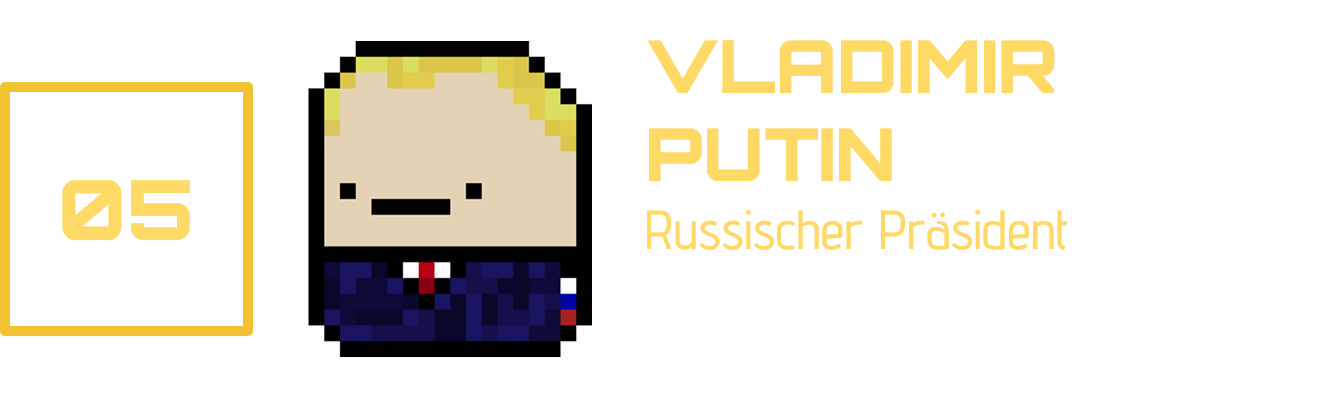 05
VLADIMIR
PUTIN
Russischer Präsident